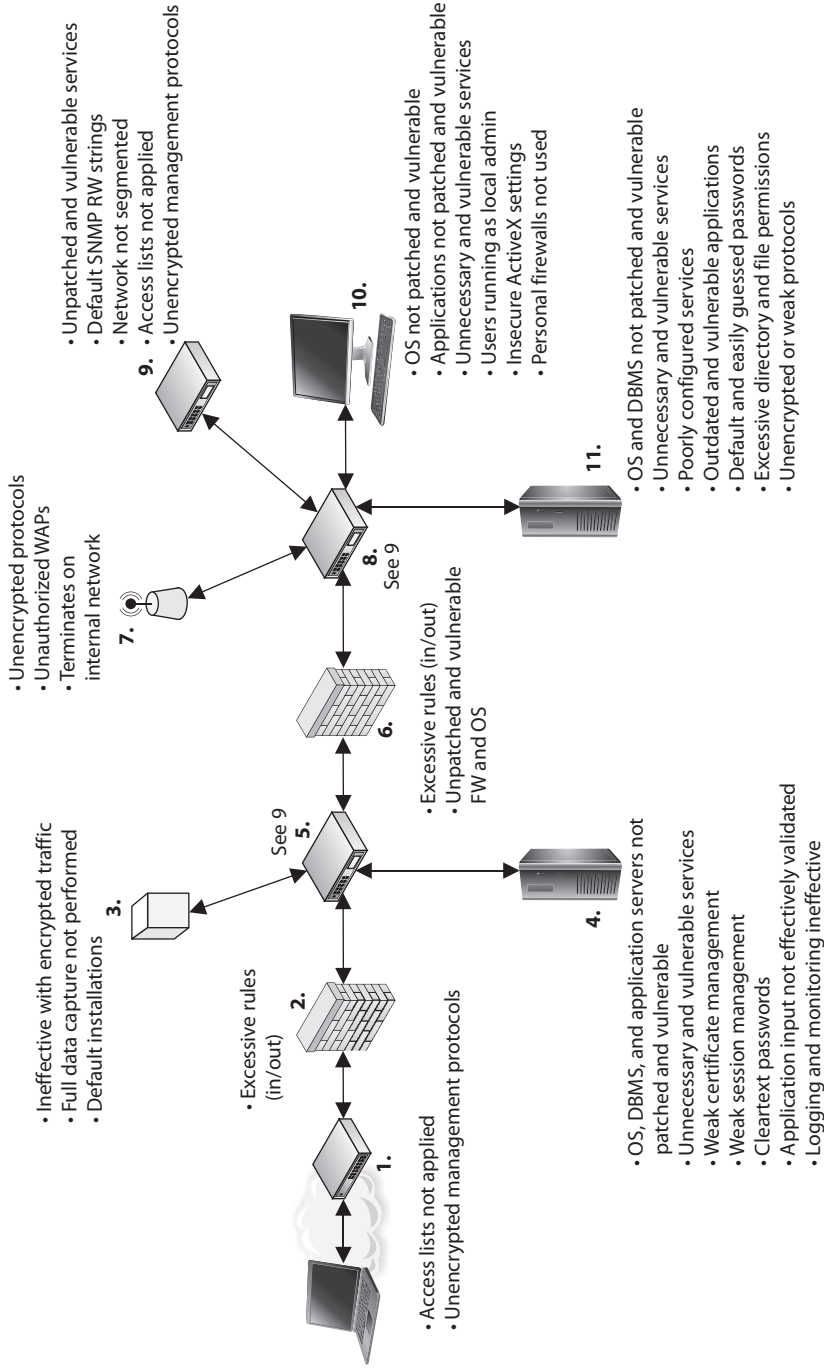 • Unencrypted protocols
• Unauthorized WAPs
• Terminates on
internal network
7.
• Unpatched and vulnerable services
• Default SNMP RW strings
• Network not segmented
• Access lists not applied
• Unencrypted management protocols
9.
• Ineffective with encrypted traffic
• Full data capture not performed
• Default installations
3.
• Excessive rules
(in/out)
2.
See 9
5.
1.
• Access lists not applied
• Unencrypted management protocols
6.
• Excessive rules (in/out)
• Unpatched and vulnerable
FW and OS
8.
See 9
10.
• OS not patched and vulnerable
• Applications not patched and vulnerable
• Unnecessary and vulnerable services
• Users running as local admin
• Insecure ActiveX settings
• Personal firewalls not used
4.
• OS, DBMS, and application servers not
patched and vulnerable
• Unnecessary and vulnerable services
• Weak certificate management
• Weak session management
• Cleartext passwords
• Application input not effectively validated
• Logging and monitoring ineffective
11.
• OS and DBMS not patched and vulnerable
• Unnecessary and vulnerable services
• Poorly configured services
• Outdated and vulnerable applications
• Default and easily guessed passwords
• Excessive directory and file permissions
• Unencrypted or weak protocols